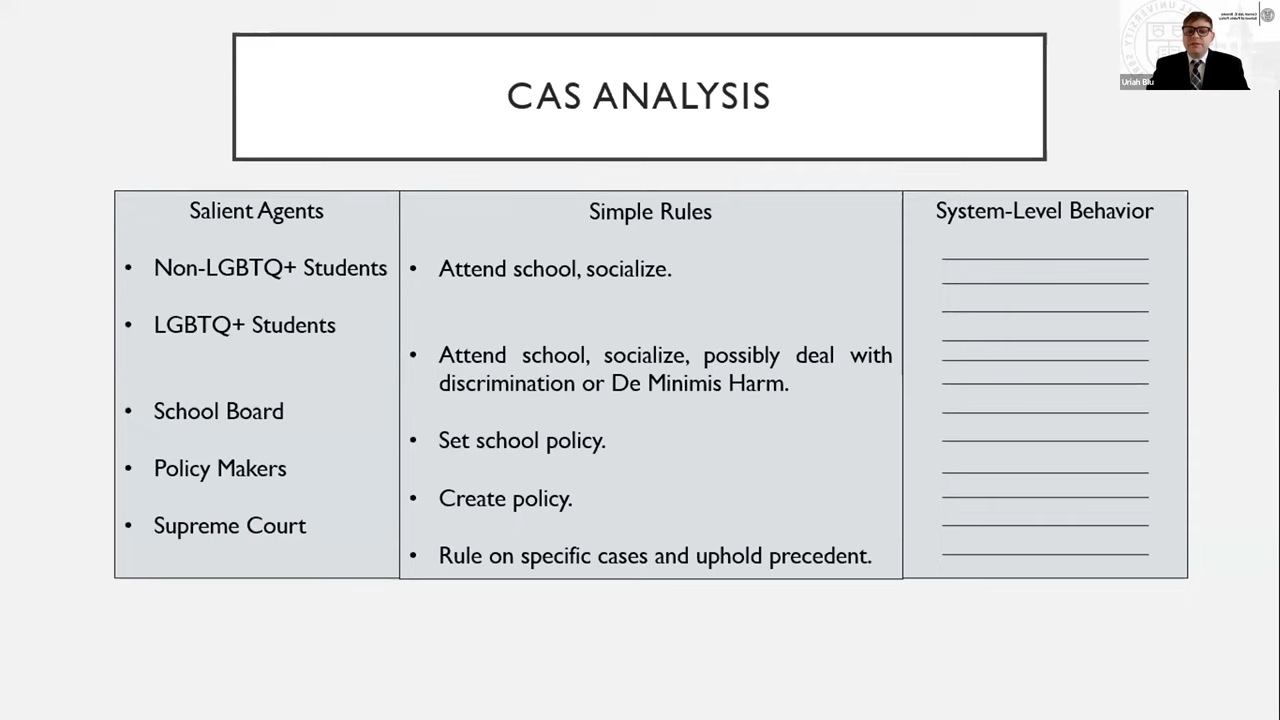 CAS ANALYSIS
Salient Agents
• Non-LGBTQ+ Students
• LGBTQ+ Students
• School Board
• Policy Makers
• Supreme Court
Simple Rules
• Attend school, socialize.
• Attend school, socialize, possibly deal with
discrimination or De Minimis Harm.
• Set school policy.
• Create policy.
• Rule on specific cases and uphold precedent.
System-Level Behavior
Uriah Blu